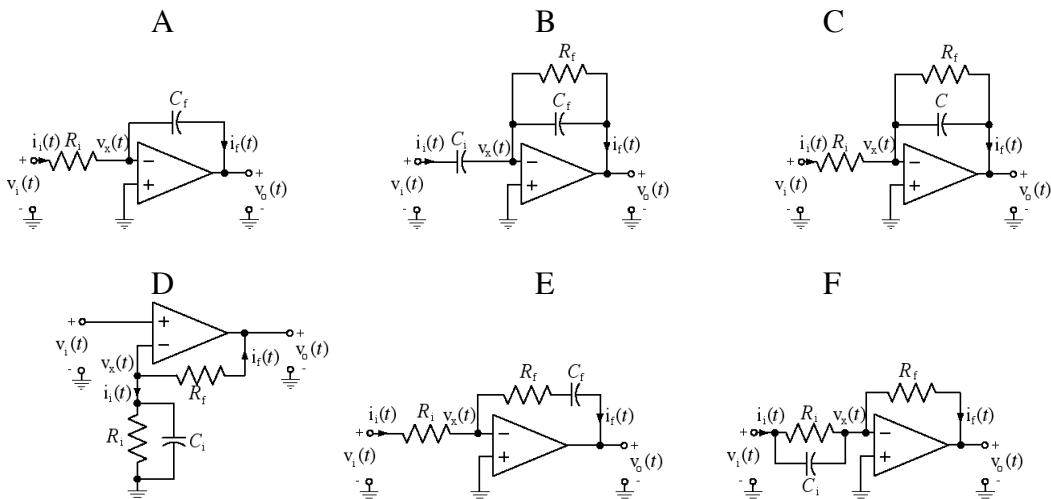 A
C_f
i_i(t) R_i v_x(t) i_f(t)
+ − +
v_i(t) + v_o(t)
- -
B
R_f
C_f
i_i(t) C_i v_x(t) i_f(t)
+ − +
v_i(t) + v_o(t)
- -
C
R_f
C
i_i(t) R_i v_x(t) i_f(t)
+ − +
v_i(t) + v_o(t)
- -
D
+ + +
v_i(t) − v_o(t)
- v_x(t) i_f(t) -
i_i(t) R_f
R_i C_i
E
R_f C_f
i_i(t) R_i v_x(t) i_f(t)
+ − +
v_i(t) + v_o(t)
- -
F
R_f
i_i(t) R_i v_x(t) i_f(t)
+ − +
v_i(t) C_i + v_o(t)
- -